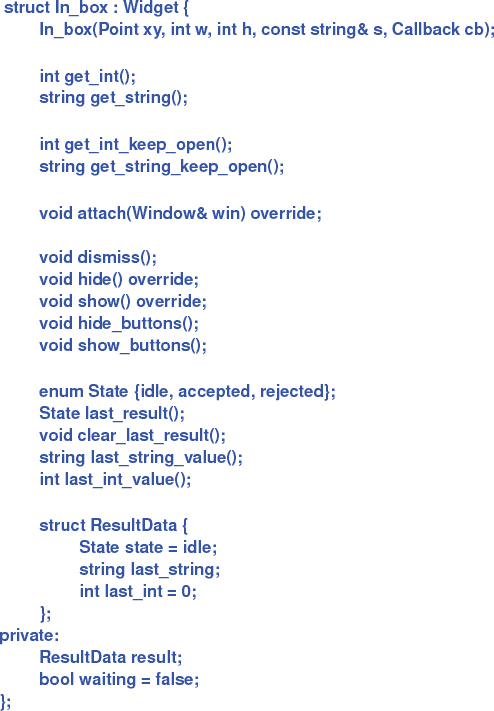 struct In_box : Widget {
In_box(Point xy, int w, int h, const string& s, Callback cb);
int get_int();
string get_string();
int get_int_keep_open();
string get_string_keep_open();
void attach(Window& win) override;
void dismiss();
void hide() override;
void show() override;
void hide_buttons();
void show_buttons();
enum State {idle, accepted, rejected};
State last_result();
void clear_last_result();
string last_string_value();
int last_int_value();
struct ResultData {
State state = idle;
string last_string;
int last_int = 0;
};
private:
ResultData result;
bool waiting = false;
};